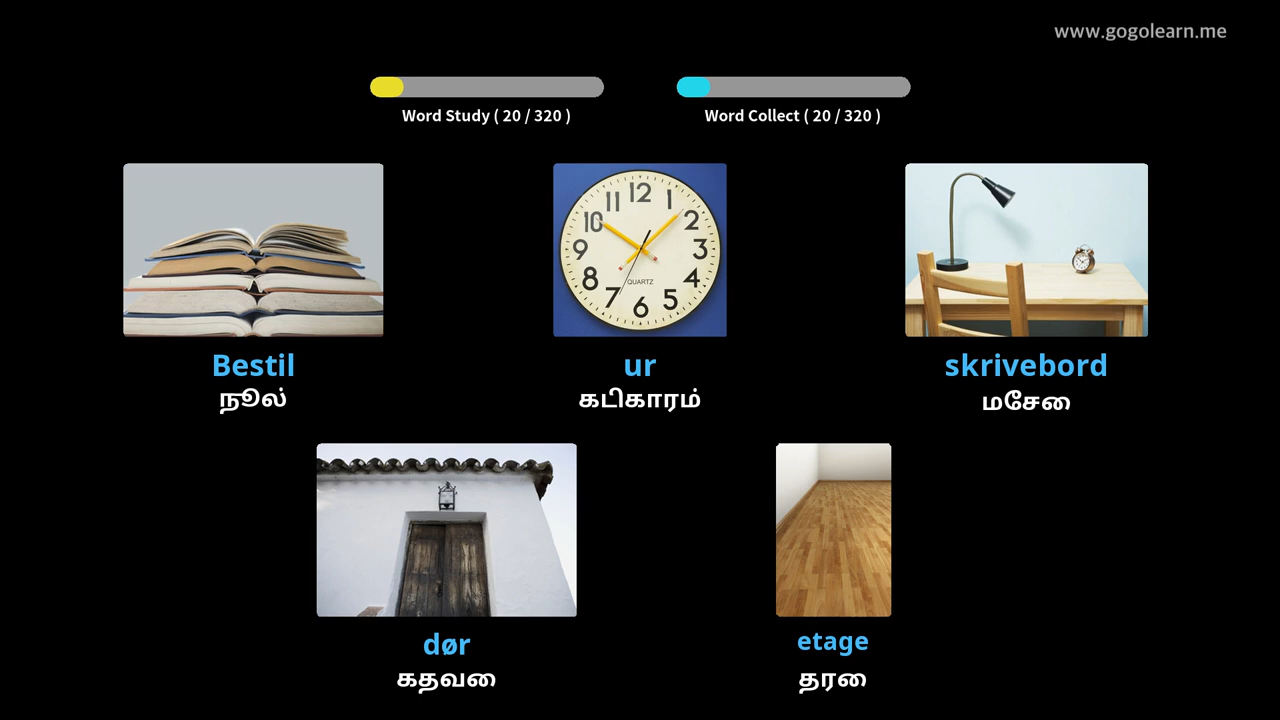 www.gogolearn.me
Word Study ( 20 / 320 )
Word Collect ( 20 / 320 )
Bestil
நூல்
ur
கடிகாரம்
skrivebord
மேசை
dør
கதவை
etage
தரை